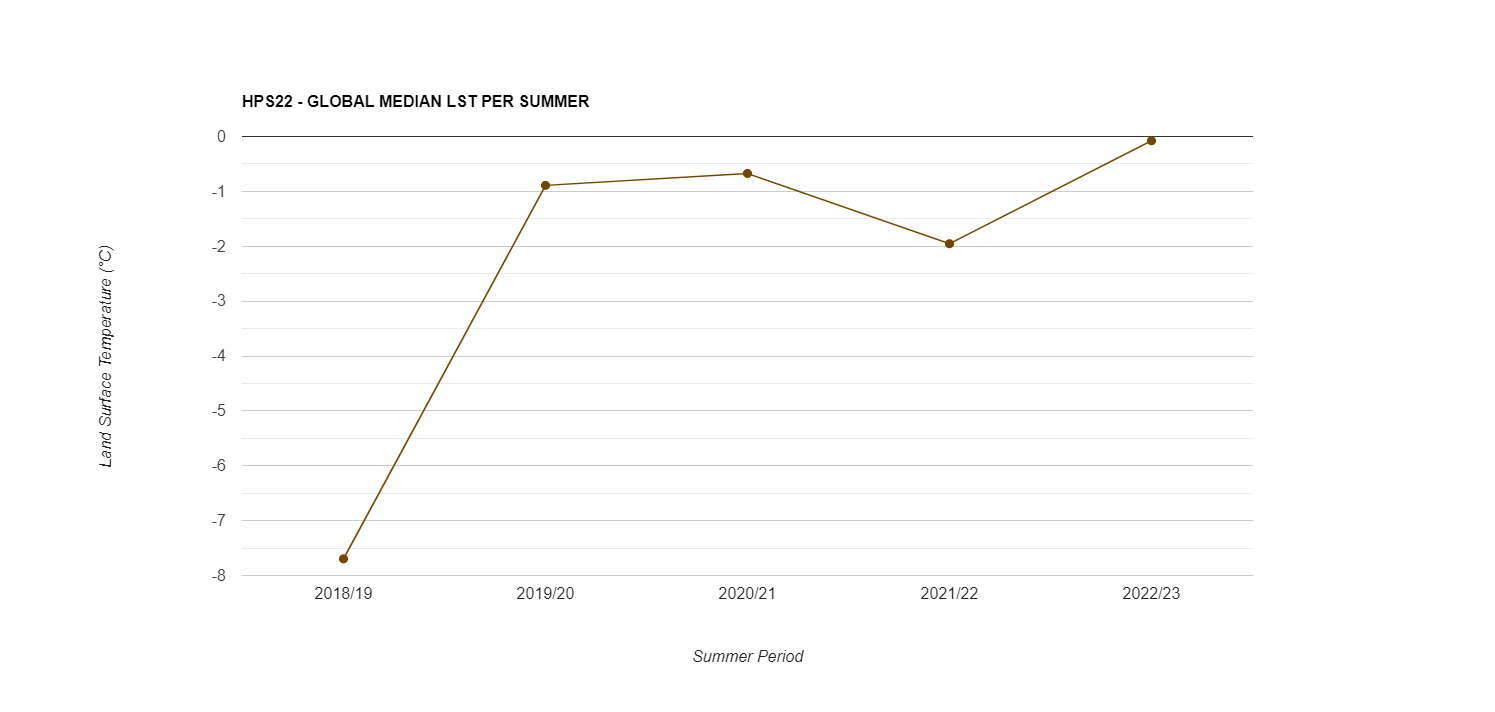 HPS22 - GLOBAL MEDIAN LST PER SUMMER
0
-1
-2
-3
-4
-5
-6
-7
-8
Land Surface Temperature (°C)
2018/19 2019/20 2020/21 2021/22 2022/23
Summer Period